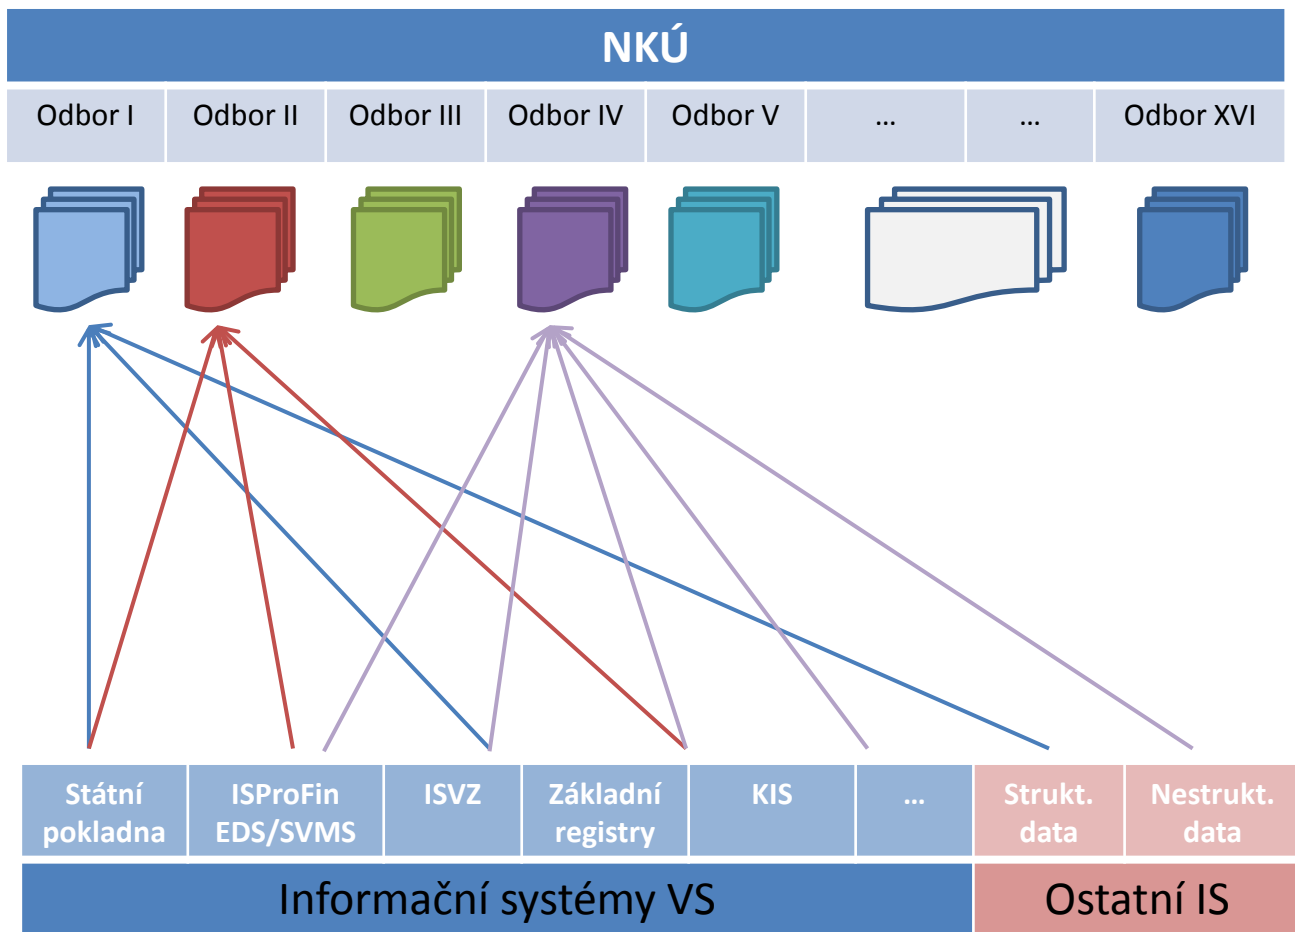 NKÚ
Odbor I Odbor II Odbor III Odbor IV Odbor V ... ... Odbor XVI
Státní ISProFin ISVZ Základní KIS ... Strukt. Nestrukt.
pokladna EDS/SVMS registry data data
Informační systémy VS Ostatní IS